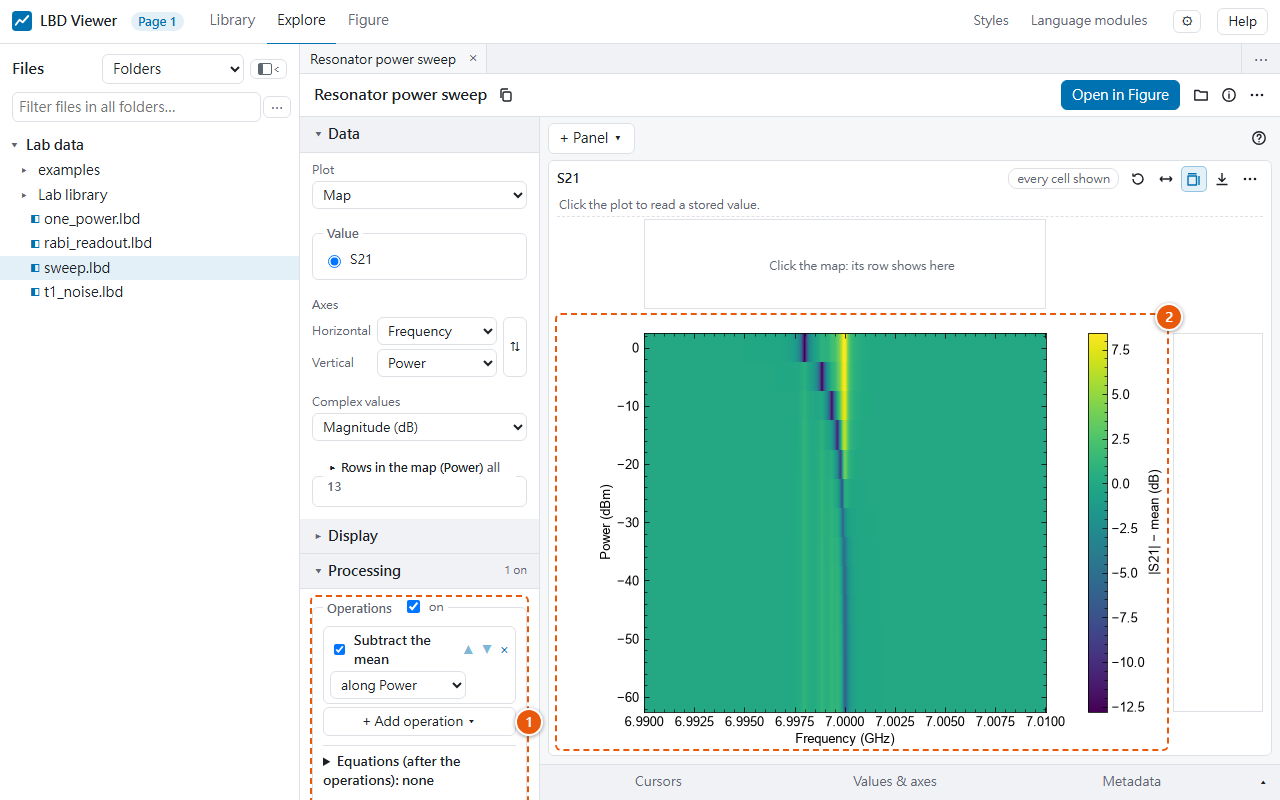 LBD Viewer Page 1 Library Explore Figure Styles Language modules Help
Files Folders
Filter files in all folders...
Lab data
examples
Lab library
one_power.lbd
rabi_readout.lbd
sweep.lbd
t1_noise.lbd
Resonator power sweep ×
Resonator power sweep Open in Figure
Data
Plot
Map
Value
S21
Axes
Horizontal Frequency
Vertical Power
Complex values
Magnitude (dB)
Rows in the map (Power) all
13
Display
Processing 1 on
Operations on
Subtract the
mean
along Power
+ Add operation
1
Equations (after the
operations): none
+ Panel
S21 every cell shown
Click the plot to read a stored value.
Click the map: its row shows here
2
0
−10
−20
−30
−40
−50
−60
Power (dBm)
6.9900 6.9925 6.9950 6.9975 7.0000 7.0025 7.0050 7.0075 7.0100
Frequency (GHz)
7.5
5.0
2.5
0.0
−2.5
−5.0
−7.5
−10.0
−12.5
|S21| − mean (dB)
Cursors Values & axes Metadata